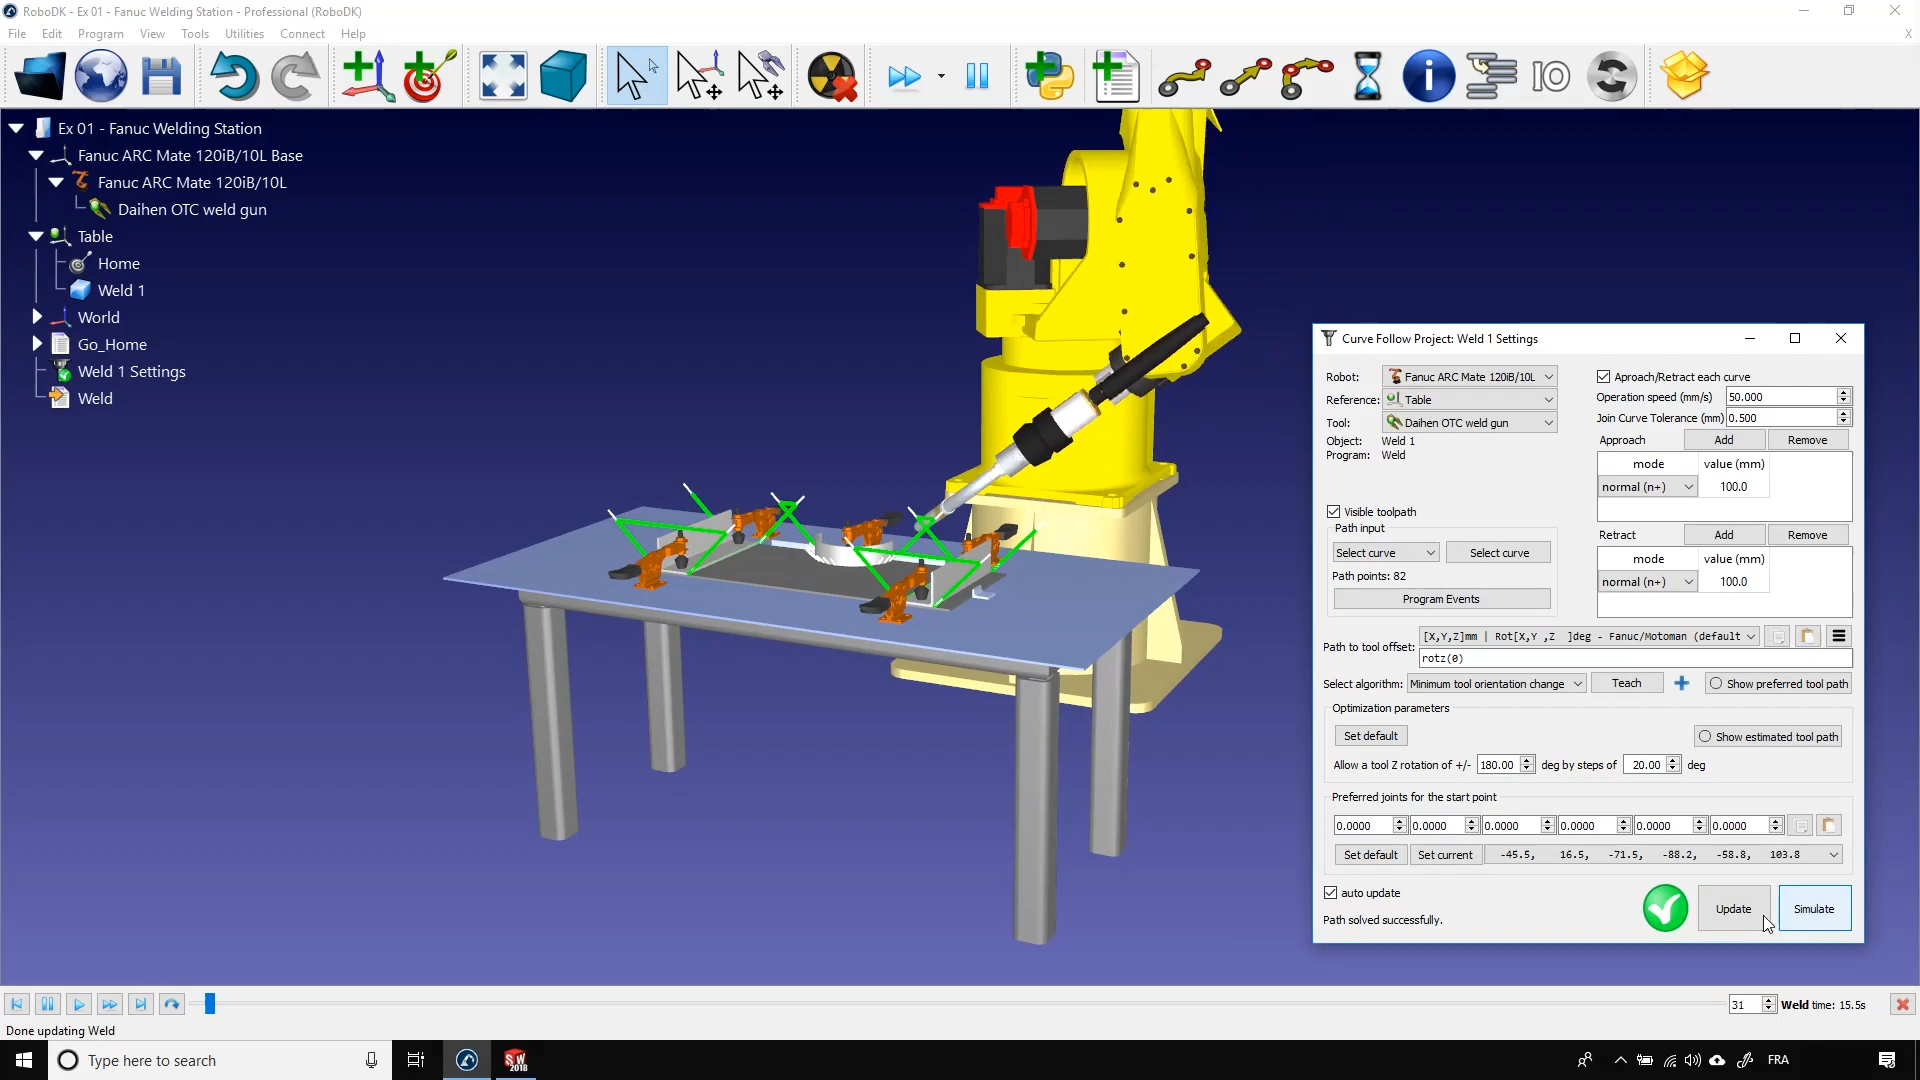 RoboDK - Ex 01 - Fanuc Welding Station - Professional (RoboDK)
File Edit Program View Tools Utilities Connect Help X
IO
Ex 01 - Fanuc Welding Station
Fanuc ARC Mate 120iB/10L Base
Fanuc ARC Mate 120iB/10L
Daihen OTC weld gun
Table
Home
Weld 1
World
Go_Home
Weld 1 Settings
Weld
Curve Follow Project: Weld 1 Settings
Robot: Fanuc ARC Mate 120iB/10L
Reference: Table
Tool: Daihen OTC weld gun
Object: Weld 1
Program: Weld
Visible toolpath
Path input
Select curve Select curve
Path points: 82
Program Events
Aproach/Retract each curve
Operation speed (mm/s) 50.000
Join Curve Tolerance (mm) 0.500
Approach Add Remove
mode value (mm)
normal (n+) 100.0
Retract Add Remove
mode value (mm)
normal (n+) 100.0
Path to tool offset: [X,Y,Z]mm | Rot[X,Y ,Z ]deg - Fanuc/Motoman (default
rotz(0)
Select algorithm: Minimum tool orientation change Teach Show preferred tool path
Optimization parameters
Set default Show estimated tool path
Allow a tool Z rotation of +/- 180.00 deg by steps of 20.00 deg
Preferred joints for the start point
0.0000 0.0000 0.0000 0.0000 0.0000 0.0000
Set default Set current -45.5, 16.5, -71.5, -88.2, -58.8, 103.8
auto update
Path solved successfully.
Update Simulate
31 Weld time: 15.5s
Done updating Weld
Type here to search
SW
2018
FRA